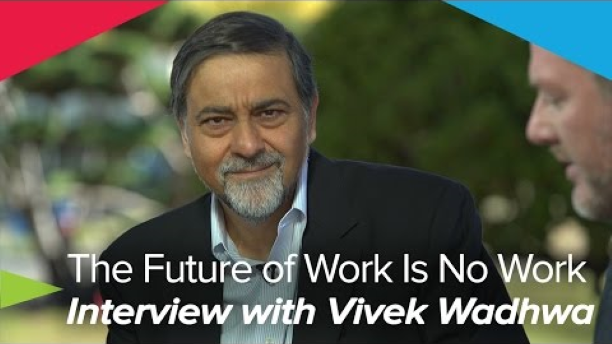 The Future of Work Is No Work
Interview with Vivek Wadhwa